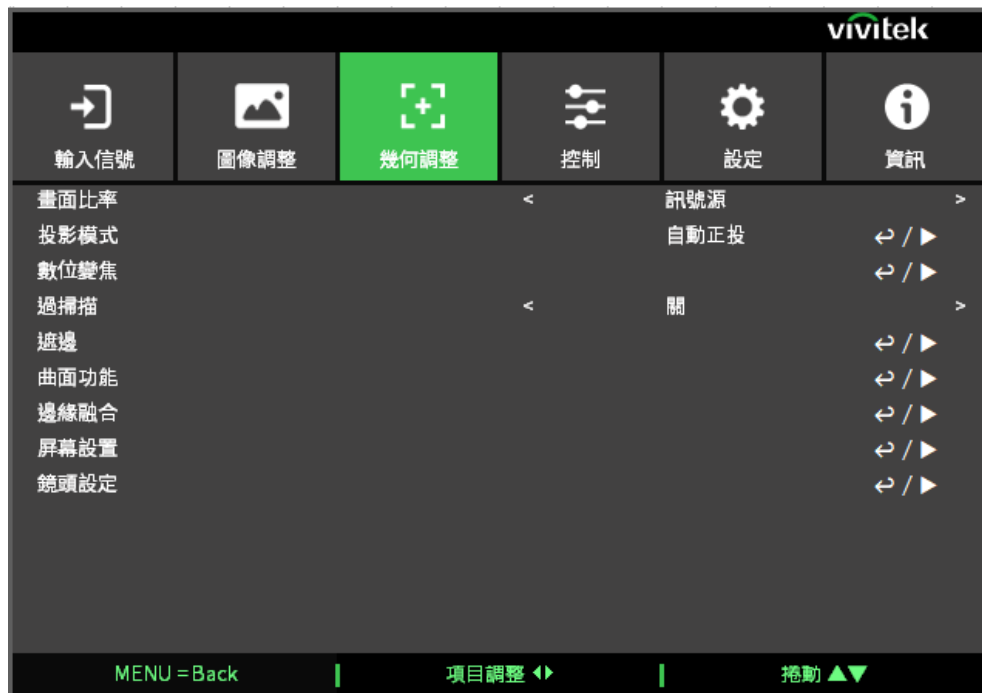 vivitek
輸入信號 圖像調整 幾何調整 控制 設定 資訊
畫面比率 < 訊號源 >
投影模式 自動正投 ↩ / ▶
數位變焦 ↩ / ▶
過掃描 < 關 >
遮邊 ↩ / ▶
曲面功能 ↩ / ▶
邊緣融合 ↩ / ▶
屏幕設置 ↩ / ▶
鏡頭設定 ↩ / ▶
MENU =Back 項目調整 ◀▶ 捲動 ▲▼